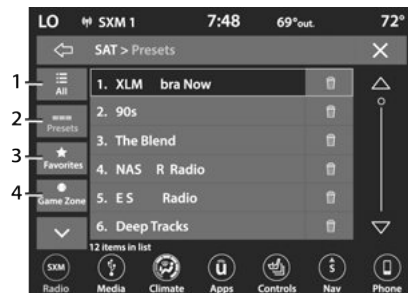 LO SXM 1 7:48 69°out. 72°
SAT > Presets
1 All
2 Presets
3 Favorites
4 Game Zone
1. XLM bra Now
2. 90s
3. The Blend
4. NAS R Radio
5. E S Radio
6. Deep Tracks
12 items in list
SXM ū S
Radio Media Climate Apps Controls Nav Phone